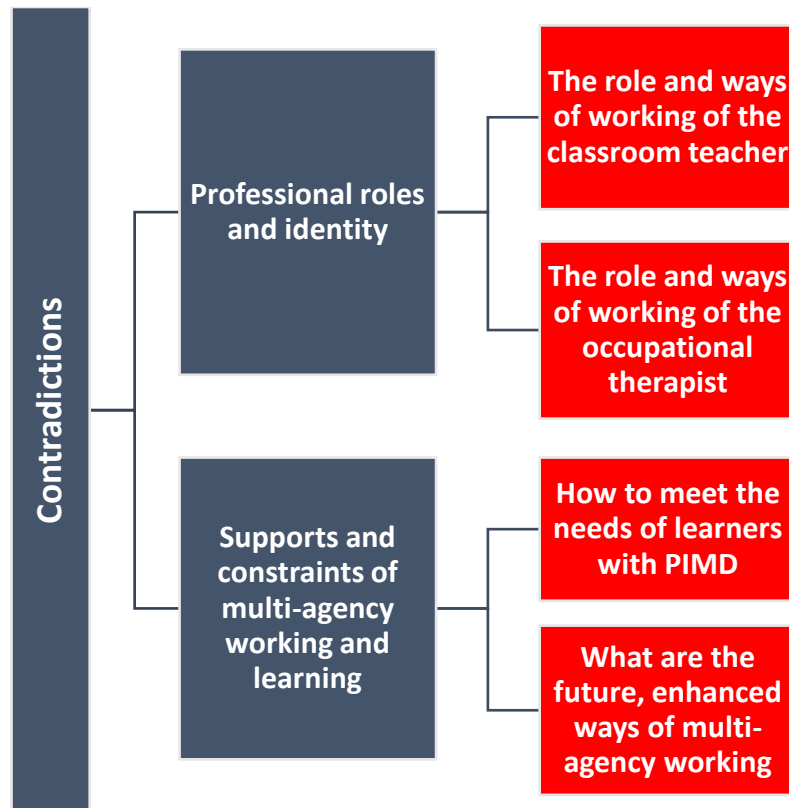 Contradictions
Professional roles
and identity
The role and ways
of working of the
classroom teacher
The role and ways
of working of the
occupational
therapist
Supports and
constraints of
multi-agency
working and
learning
How to meet the
needs of learners
with PIMD
What are the
future, enhanced
ways of multi-
agency working